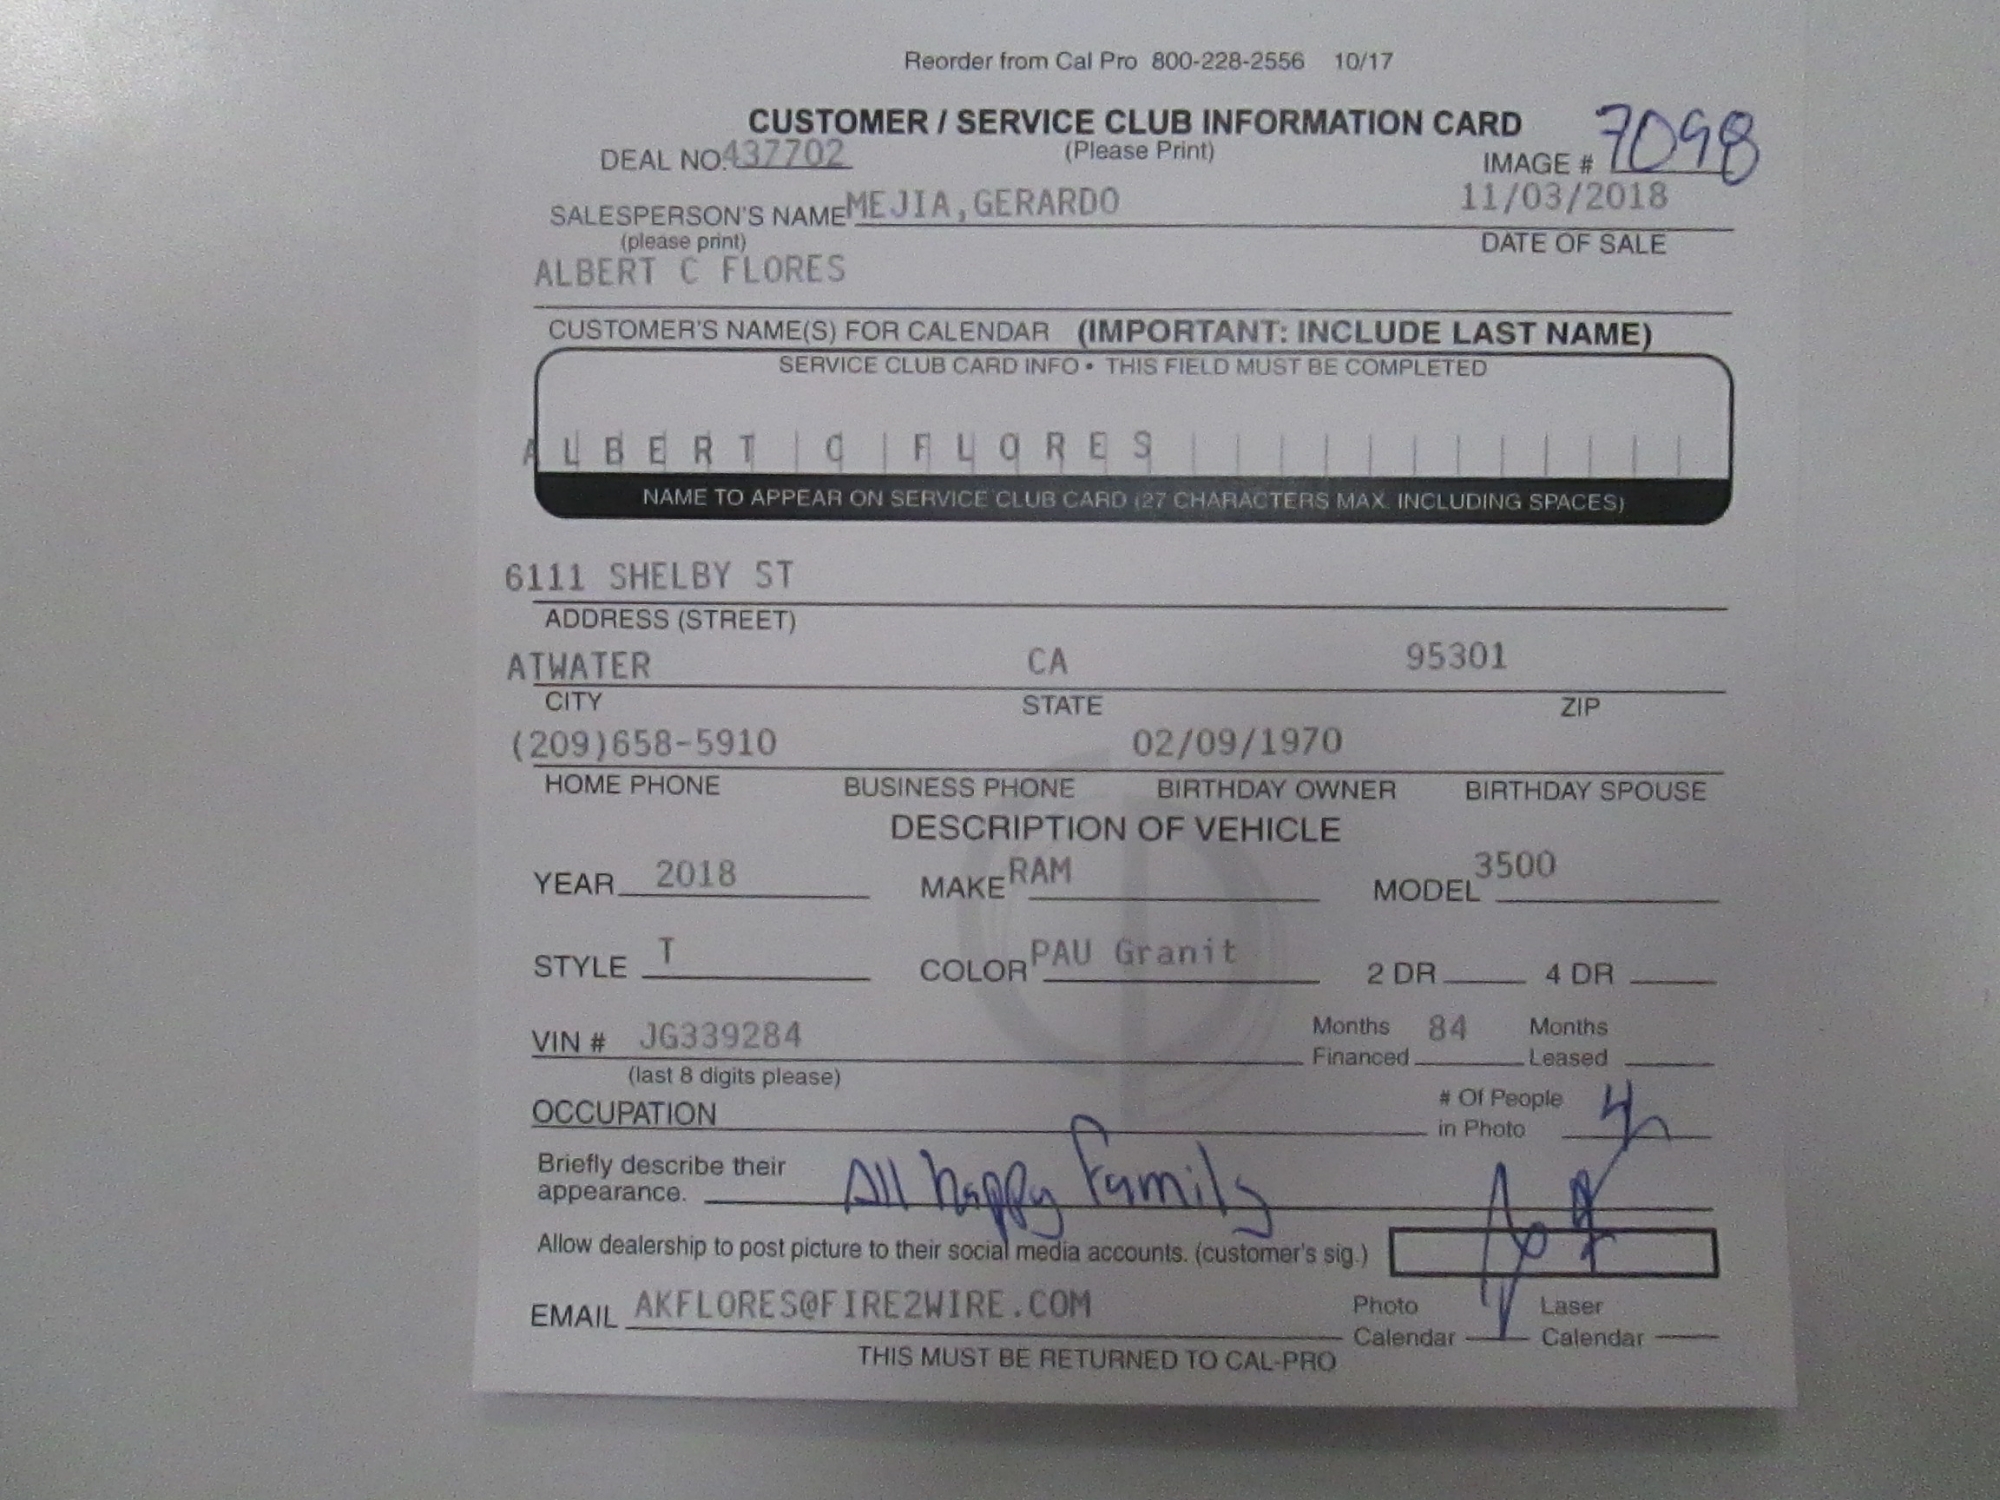 Reorder from Cal Pro 800-228-2556 10/17
CUSTOMER / SERVICE CLUB INFORMATION CARD
(Please Print)
DEAL NO. 437702
IMAGE # 7098
SALESPERSON'S NAME MEJIA, GERARDO 11/03/2018
(please print) DATE OF SALE
ALBERT C FLORES
CUSTOMER'S NAME(S) FOR CALENDAR (IMPORTANT: INCLUDE LAST NAME)
SERVICE CLUB CARD INFO • THIS FIELD MUST BE COMPLETED
ALBERT C FLORES
NAME TO APPEAR ON SERVICE CLUB CARD (27 CHARACTERS MAX. INCLUDING SPACES)
6111 SHELBY ST
ADDRESS (STREET)
ATWATER CA 95301
CITY STATE ZIP
(209)658-5910 02/09/1970
HOME PHONE BUSINESS PHONE BIRTHDAY OWNER BIRTHDAY SPOUSE
DESCRIPTION OF VEHICLE
YEAR 2018 MAKE RAM MODEL 3500
STYLE T COLOR PAU Granit 2 DR 4 DR
VIN # JG339284 Months Financed 84 Months Leased
(last 8 digits please)
OCCUPATION # Of People in Photo 4
Briefly describe their appearance. All happy Family
Allow dealership to post picture to their social media accounts. (customer's sig.)
EMAIL AKFLORES@FIRE2WIRE.COM Photo Calendar Laser Calendar
THIS MUST BE RETURNED TO CAL-PRO